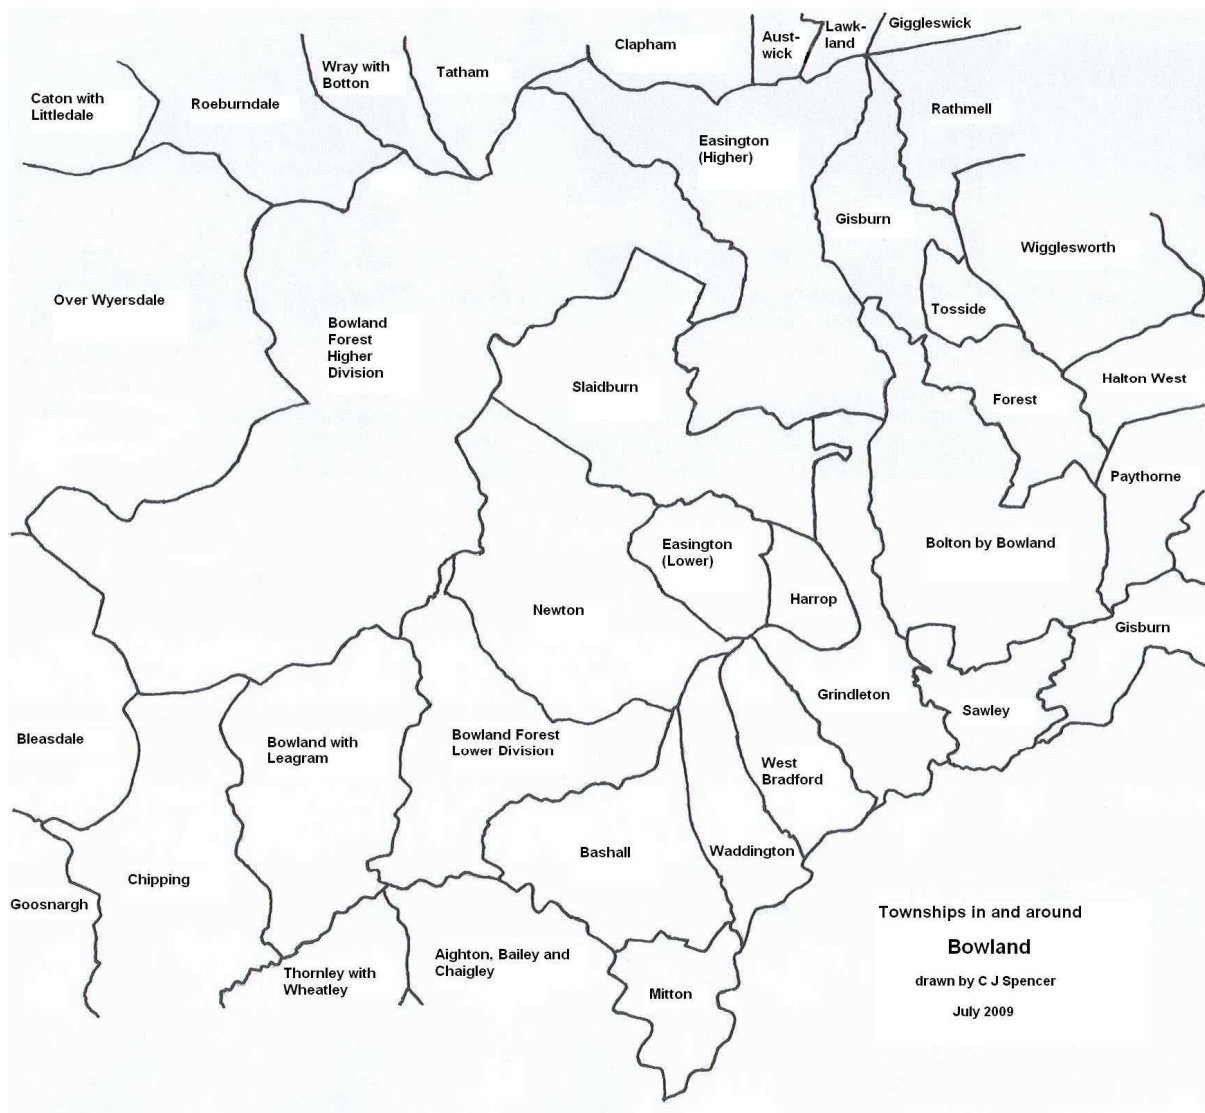 Clapham
Aust-
wick
Lawk-
land
Giggleswick
Wray with
Botton
Tatham
Caton with
Littledale
Roeburndale
Rathmell
Easington
(Higher)
Gisburn
Wigglesworth
Over Wyersdale
Tosside
Bowland
Forest
Higher
Division
Slaidburn
Halton West
Forest
Paythorne
Easington
(Lower)
Bolton by Bowland
Newton
Harrop
Gisburn
Grindleton
Sawley
Bleasdale
Bowland with
Leagram
Bowland Forest
Lower Division
West
Bradford
Bashall
Waddington
Chipping
Goosnargh
Townships in and around
Bowland
drawn by C J Spencer
July 2009
Thornley with
Wheatley
Aighton, Bailey and
Chaigley
Mitton